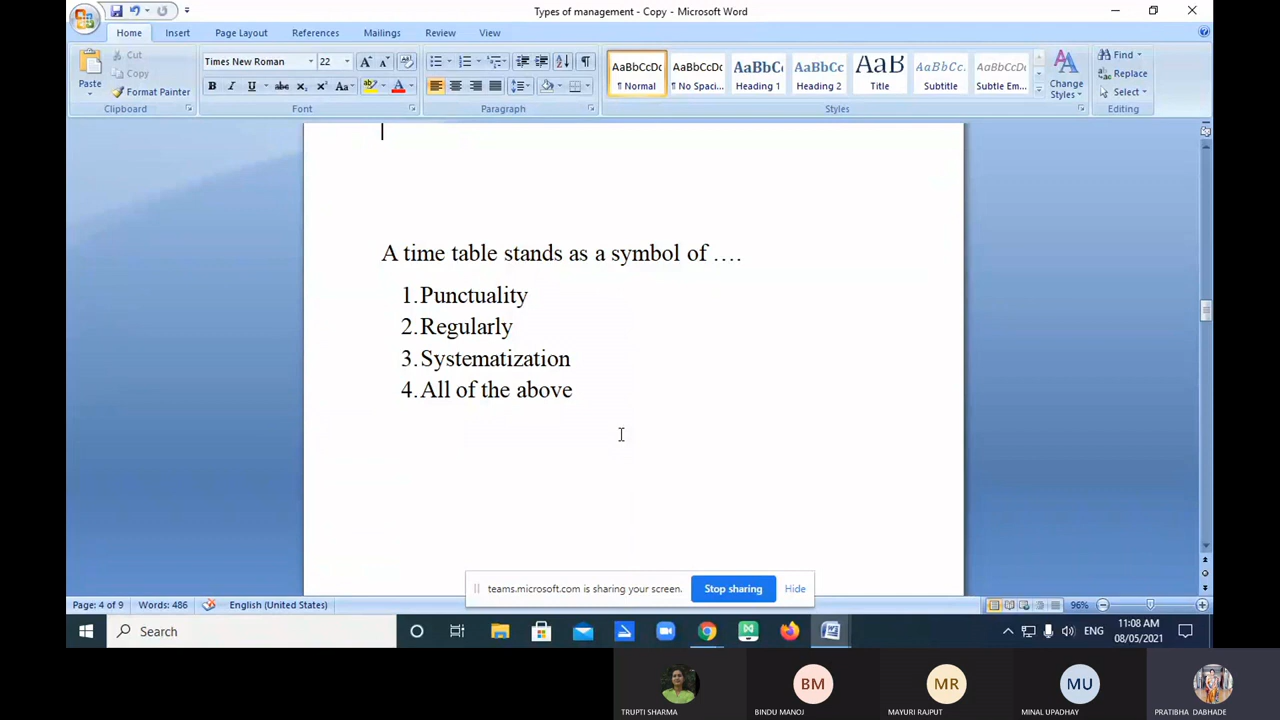 Types of management - Copy - Microsoft Word
Home Insert Page Layout References Mailings Review View
Paste
Cut
Copy
Format Painter
Clipboard
Times New Roman 22
Font
Paragraph
AaBbCcDc AaBbCcDc AaBbC AaBbCc AaB AaBbCc. AaBbCcDc
¶ Normal ¶ No Spaci... Heading 1 Heading 2 Title Subtitle Subtle Em...
Styles
Change Styles
Find
Replace
Select
Editing
A time table stands as a symbol of ….
1. Punctuality
2. Regularly
3. Systematization
4. All of the above
teams.microsoft.com is sharing your screen. Stop sharing Hide
Page: 4 of 9 Words: 486 English (United States) 96%
Search
ENG
11:08 AM
08/05/2021
BM MR MU
TRUPTI SHARMA BINDU MANOJ MAYURI RAJPUT MINAL UPADHAY PRATIBHA DABHADE